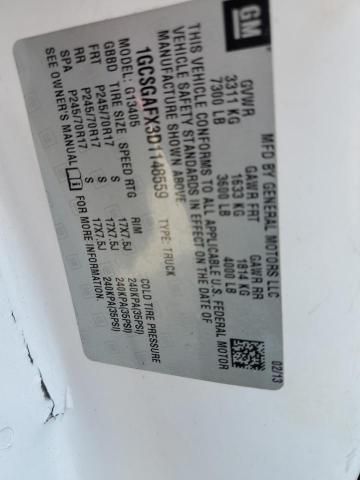 GM
MFD BY GENERAL MOTORS LLC
02/13
GVWR GAWR FRT GAWR RR
3311 KG 1633 KG 1814 KG
7300 LB 3600 LB 4000 LB
THIS VEHICLE CONFORMS TO ALL APPLICABLE U.S. FEDERAL MOTOR
VEHICLE SAFETY STANDARDS IN EFFECT ON THE DATE OF
MANUFACTURE SHOWN ABOVE.
1GCSGAFX3D1148559 TYPE: TRUCK
MODEL: G13405
GBBD TIRE SIZE SPEED RTG RIM COLD TIRE PRESSURE
FRT P245/70R17 S 17X7.5J 240KPA(35PSI)
RR P245/70R17 S 17X7.5J 240KPA(35PSI)
SPA P245/70R17 S 17X7.5J 240KPA(35PSI)
SEE OWNER'S MANUAL FOR MORE INFORMATION.